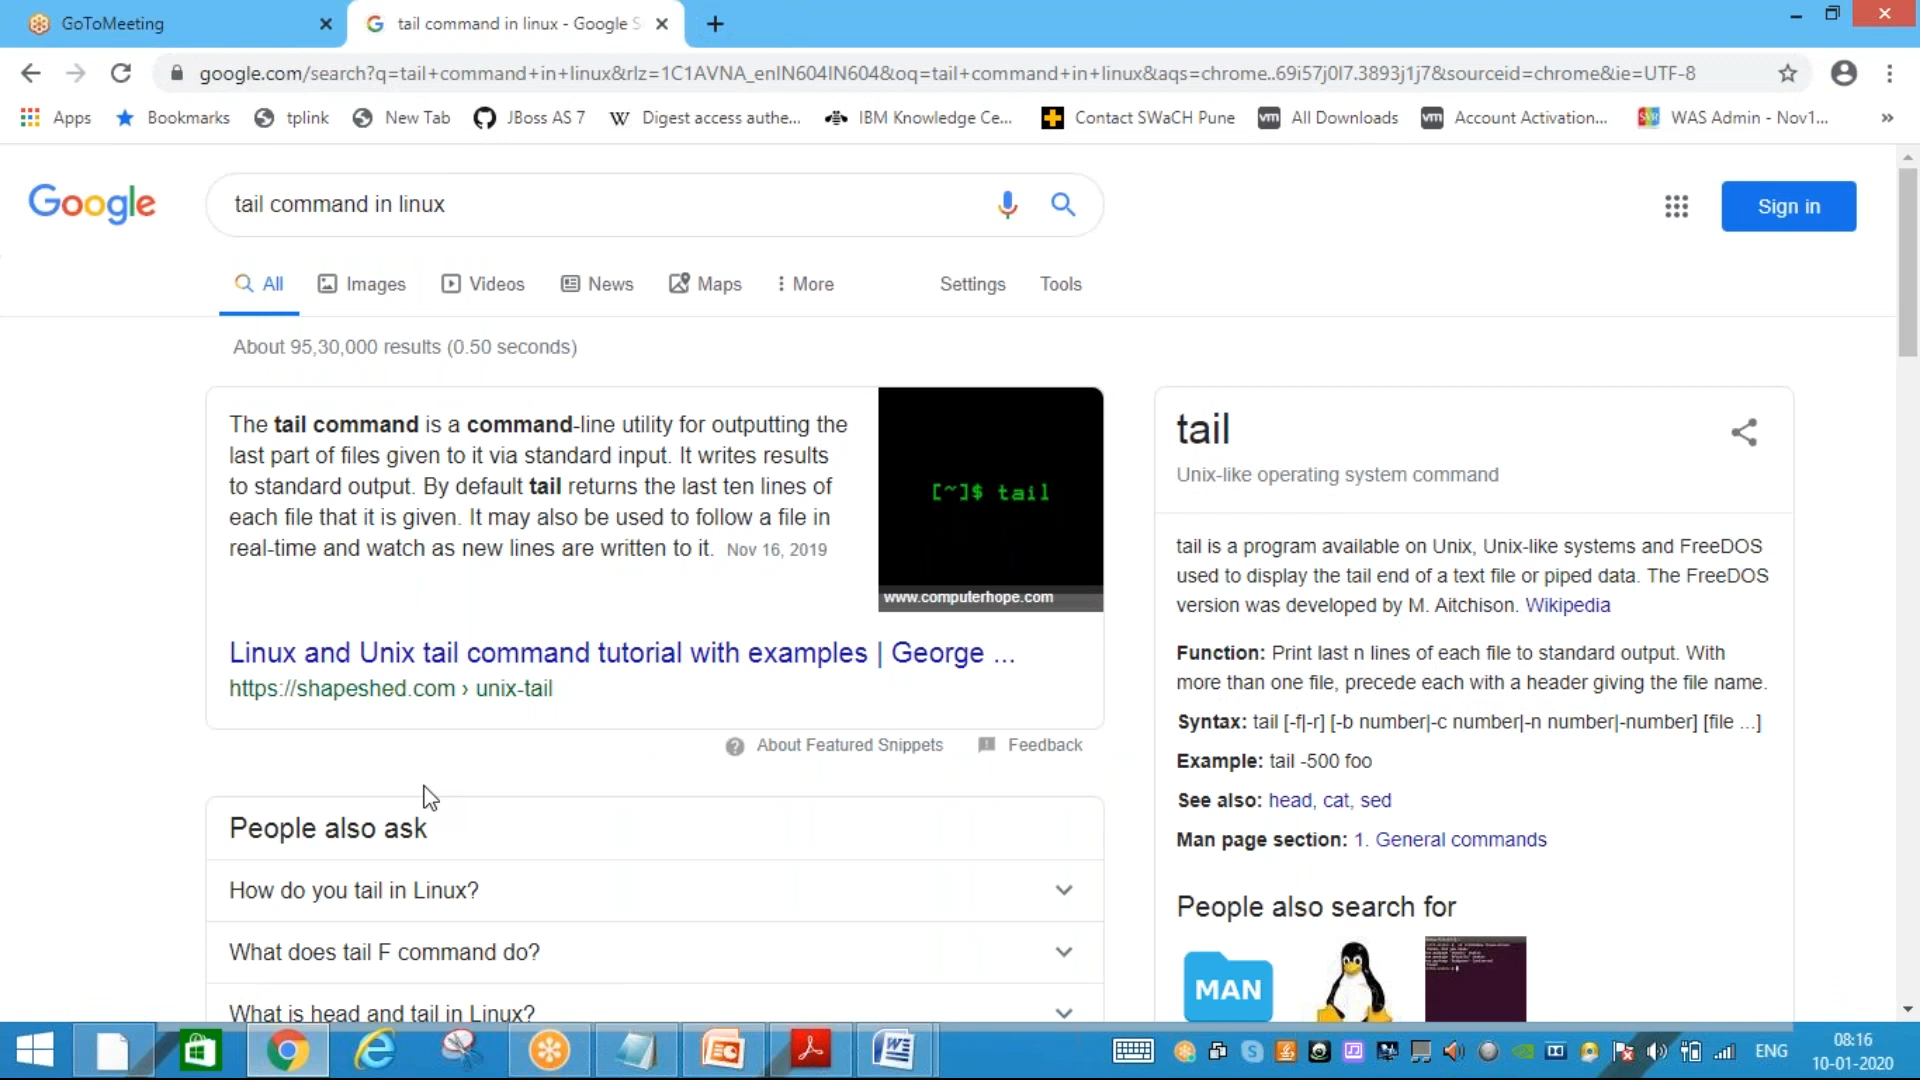 GoToMeeting
tail command in linux - Google S
google.com/search?q=tail+command+in+linux&rlz=1C1AVNA_enIN604IN604&oq=tail+command+in+linux&aqs=chrome..69i57j0l7.3893j1j7&sourceid=chrome&ie=UTF-8
Apps Bookmarks tplink New Tab JBoss AS 7 Digest access authe... IBM Knowledge Ce... Contact SWaCH Pune All Downloads Account Activation... WAS Admin - Nov1... »
Google
tail command in linux
Sign in
All Images Videos News Maps More Settings Tools
About 95,30,000 results (0.50 seconds)
The tail command is a command-line utility for outputting the
last part of files given to it via standard input. It writes results
to standard output. By default tail returns the last ten lines of
each file that it is given. It may also be used to follow a file in
real-time and watch as new lines are written to it. Nov 16, 2019
[~]$ tail
www.computerhope.com
Linux and Unix tail command tutorial with examples | George ...
https://shapeshed.com › unix-tail
About Featured Snippets Feedback
People also ask
How do you tail in Linux?
What does tail F command do?
What is head and tail in Linux?
tail
Unix-like operating system command
tail is a program available on Unix, Unix-like systems and FreeDOS
used to display the tail end of a text file or piped data. The FreeDOS
version was developed by M. Aitchison. Wikipedia
Function: Print last n lines of each file to standard output. With
more than one file, precede each with a header giving the file name.
Syntax: tail [-f|-r] [-b number|-c number|-n number|-number] [file ...]
Example: tail -500 foo
See also: head, cat, sed
Man page section: 1. General commands
People also search for
MAN
ENG
08:16
10-01-2020